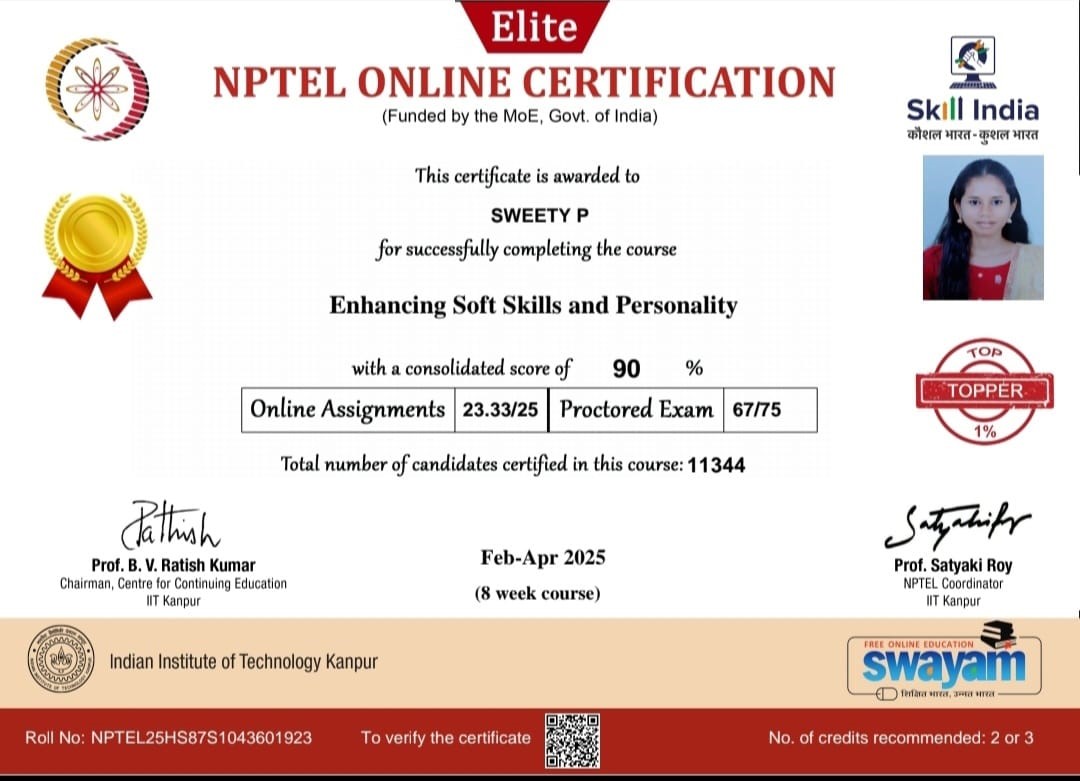 Elite
NPTEL ONLINE CERTIFICATION
(Funded by the MoE, Govt. of India)
Skill India
कौशल भारत - कुशल भारत
This certificate is awarded to
SWEETY P
for successfully completing the course
Enhancing Soft Skills and Personality
with a consolidated score of 90 %
Online Assignments 23.33/25 Proctored Exam 67/75
TOP
TOPPER
1%
Total number of candidates certified in this course: 11344
Prof. B. V. Ratish Kumar
Chairman, Centre for Continuing Education
IIT Kanpur
Feb-Apr 2025
(8 week course)
Prof. Satyaki Roy
NPTEL Coordinator
IIT Kanpur
Indian Institute of Technology Kanpur
FREE ONLINE EDUCATION
swayam
शिक्षित भारत, उन्नत भारत
Roll No: NPTEL25HS87S1043601923
To verify the certificate
No. of credits recommended: 2 or 3